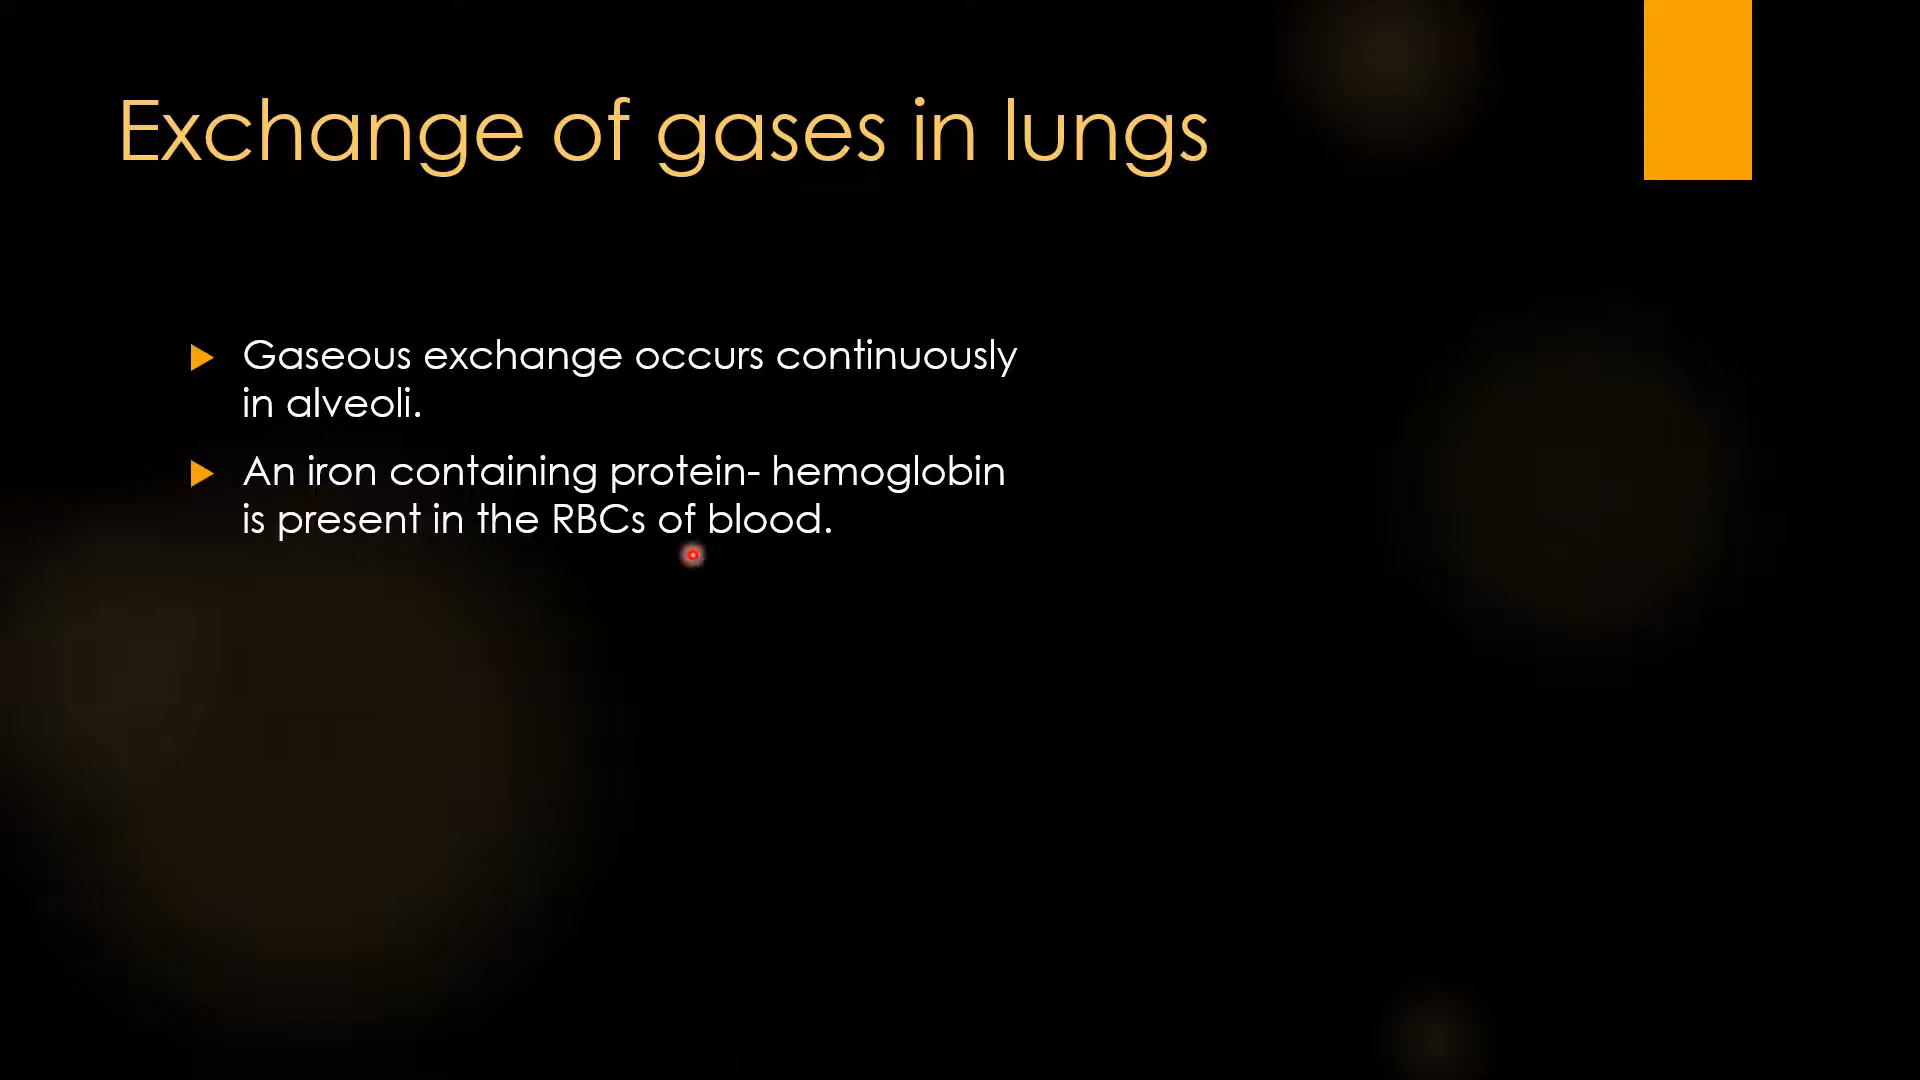 Exchange of gases in lungs
Gaseous exchange occurs continuously
in alveoli.
An iron containing protein- hemoglobin
is present in the RBCs of blood.